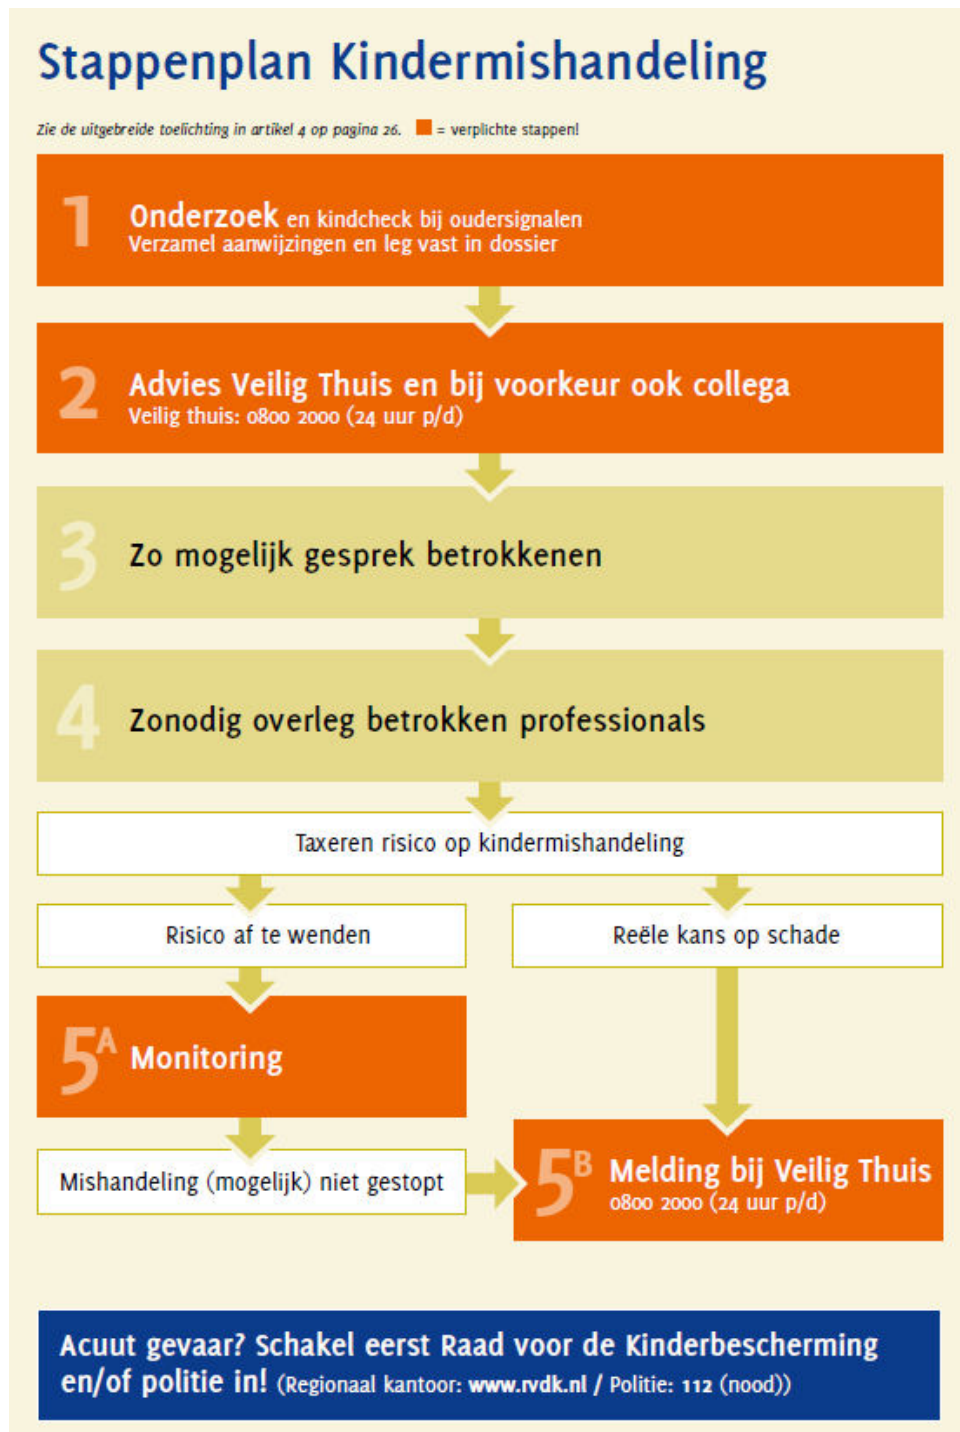 Stappenplan Kindermishandeling
Zie de uitgebreide toelichting in artikel 4 op pagina 26. = verplichte stappen!
1
Onderzoek en kindcheck bij oudersignalen
Verzamel aanwijzingen en leg vast in dossier
2
Advies Veilig Thuis en bij voorkeur ook collega
Veilig thuis: 0800 2000 (24 uur p/d)
3
Zo mogelijk gesprek betrokkenen
4
Zonodig overleg betrokken professionals
Taxeren risico op kindermishandeling
Risico af te wenden
Reële kans op schade
5A Monitoring
Mishandeling (mogelijk) niet gestopt
5B Melding bij Veilig Thuis
0800 2000 (24 uur p/d)
Acuut gevaar? Schakel eerst Raad voor de Kinderbescherming
en/of politie in! (Regionaal kantoor: www.rvdk.nl / Politie: 112 (nood))